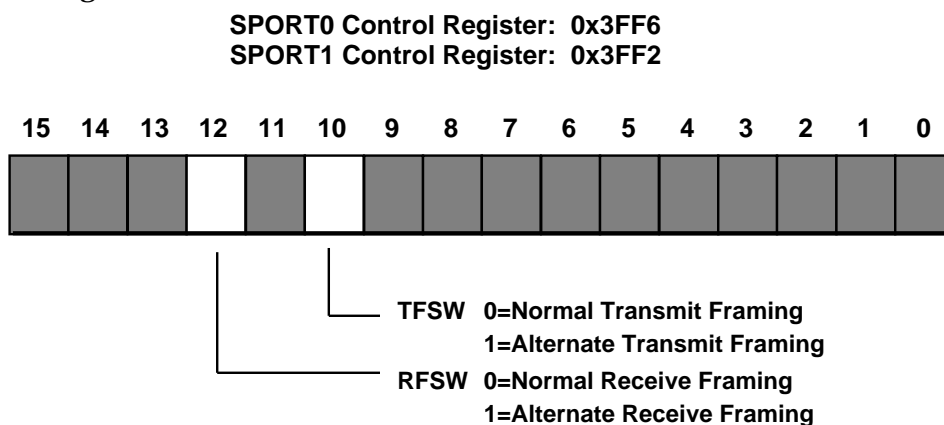 SPORT0 Control Register: 0x3FF6
SPORT1 Control Register: 0x3FF2
15 14 13 12 11 10 9 8 7 6 5 4 3 2 1 0
TFSW 0=Normal Transmit Framing
1=Alternate Transmit Framing
RFSW 0=Normal Receive Framing
1=Alternate Receive Framing